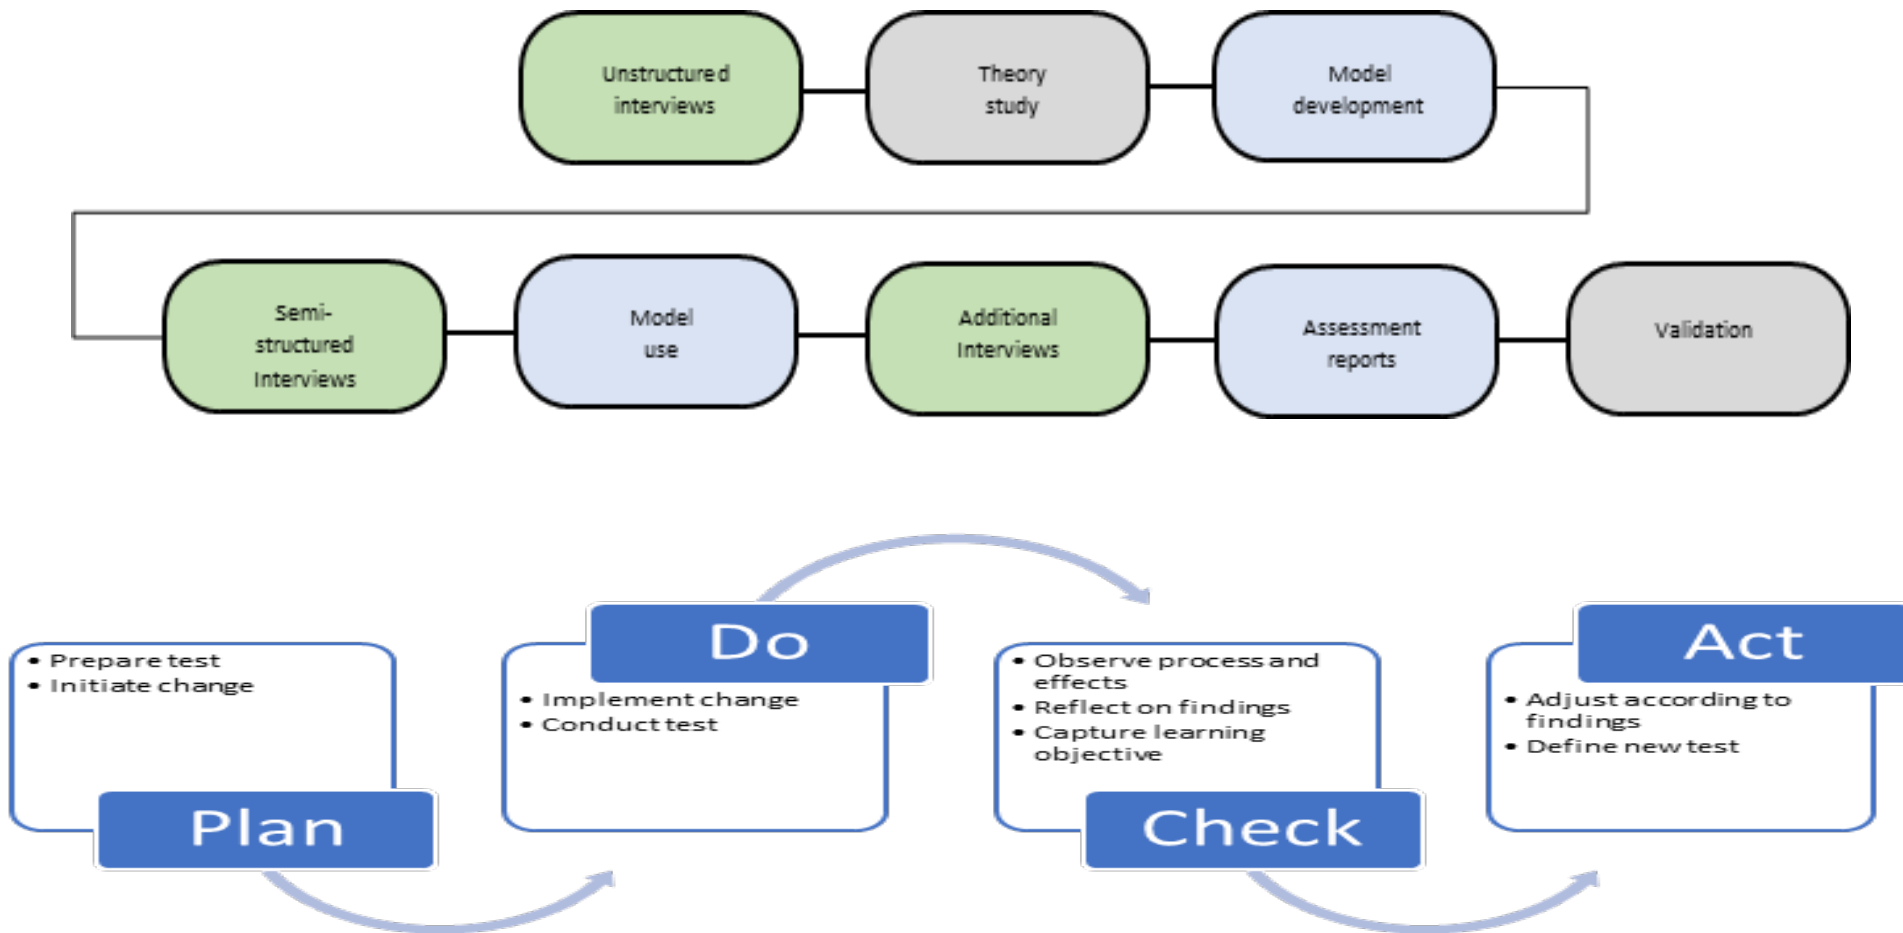 Unstructured
interviews
Theory
study
Model
development
Semi-
structured
Interviews
Model
use
Additional
Interviews
Assessment
reports
Validation
• Prepare test
• Initiate change
Plan
Do
• Implement change
• Conduct test
• Observe process and
effects
• Reflect on findings
• Capture learning
objective
Check
Act
• Adjust according to
findings
• Define new test